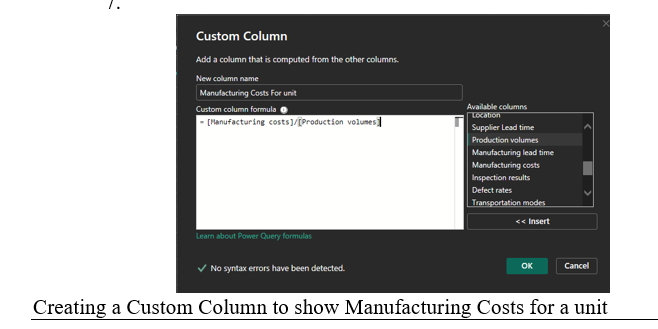 7.
Custom Column
Add a column that is computed from the other columns.
New column name
Manufacturing Costs For unit
Custom column formula
Available columns
= [Manufacturing costs]/[Production volumes]
Location
Supplier Lead time
Production volumes
Manufacturing lead time
Manufacturing costs
Inspection results
Defect rates
Transportation modes
<< Insert
Learn about Power Query formulas
No syntax errors have been detected.
OK
Cancel
Creating a Custom Column to show Manufacturing Costs for a unit